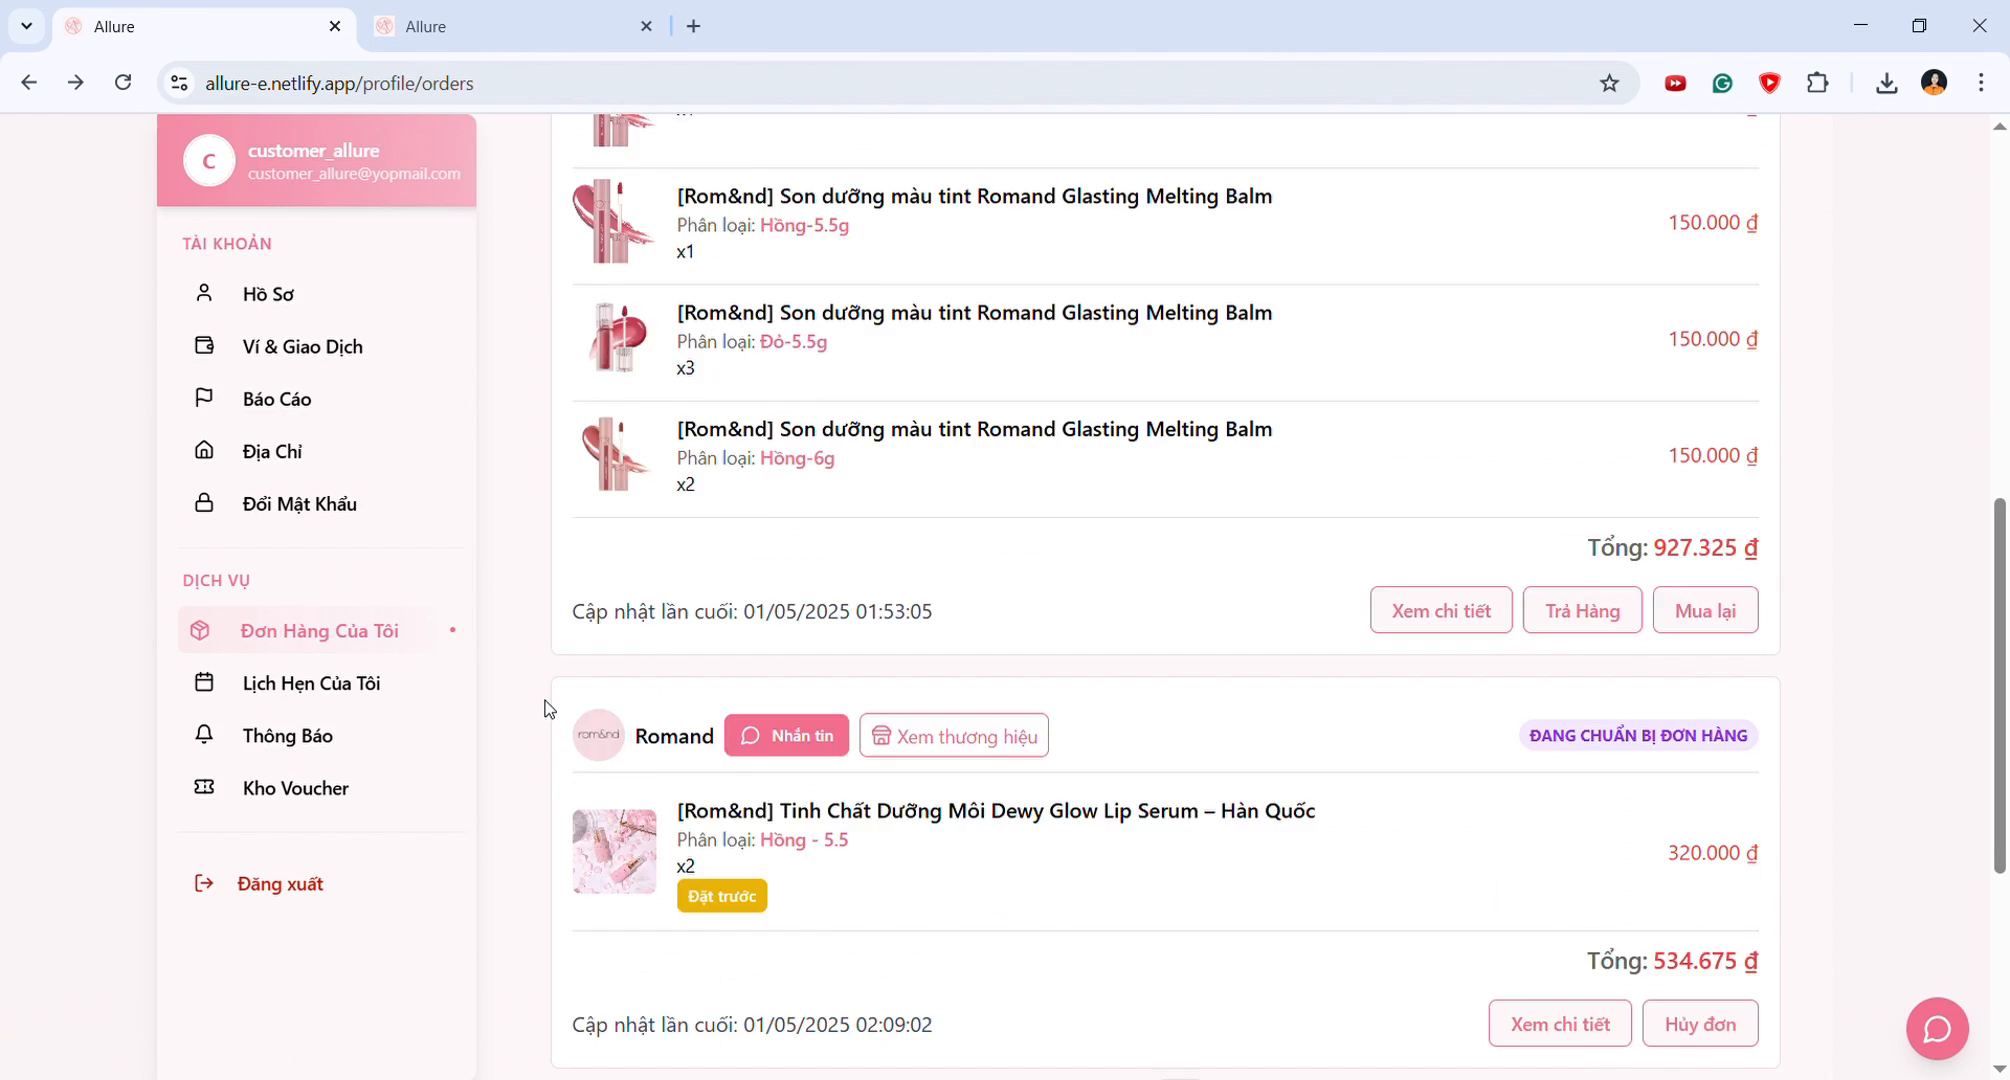 Allure
Allure
allure-e.netlify.app/profile/orders
C
customer_allure
customer_allure@yopmail.com
TÀI KHOẢN
Hồ Sơ
Ví & Giao Dịch
Báo Cáo
Địa Chỉ
Đổi Mật Khẩu
DỊCH VỤ
Đơn Hàng Của Tôi
Lịch Hẹn Của Tôi
Thông Báo
Kho Voucher
Đăng xuất
[Rom&nd] Son dưỡng màu tint Romand Glasting Melting Balm
Phân loại: Hồng-5.5g
x1
150.000 ₫
[Rom&nd] Son dưỡng màu tint Romand Glasting Melting Balm
Phân loại: Đỏ-5.5g
x3
150.000 ₫
[Rom&nd] Son dưỡng màu tint Romand Glasting Melting Balm
Phân loại: Hồng-6g
x2
150.000 ₫
Tổng: 927.325 ₫
Cập nhật lần cuối: 01/05/2025 01:53:05
Xem chi tiết
Trả Hàng
Mua lại
rom&nd
Romand
Nhắn tin
Xem thương hiệu
ĐANG CHUẨN BỊ ĐƠN HÀNG
[Rom&nd] Tinh Chất Dưỡng Môi Dewy Glow Lip Serum – Hàn Quốc
Phân loại: Hồng - 5.5
x2
Đặt trước
320.000 ₫
Tổng: 534.675 ₫
Cập nhật lần cuối: 01/05/2025 02:09:02
Xem chi tiết
Hủy đơn